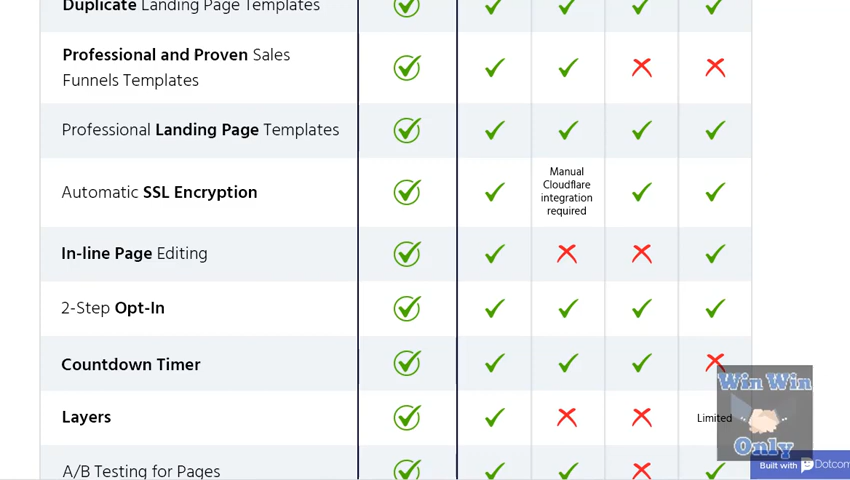 Duplicate Landing Page Templates
Professional and Proven Sales
Funnels Templates
Professional Landing Page Templates
Automatic SSL Encryption
Manual
Cloudflare
integration
required
In-line Page Editing
2-Step Opt-In
Countdown Timer
Layers
Limited
Win Win
Only
A/B Testing for Pages
Built with Dotcom